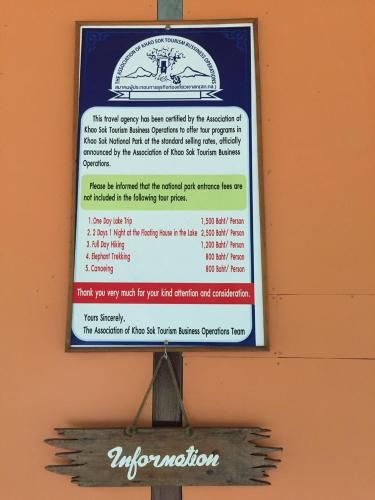 THE ASSOCIATION OF KHAO SOK TOURISM BUSSINESS OPERATIONS
This travel agency has been certified by the Association of
Khao Sok Tourism Business Operations to offer tour programs in
Khao Sok National Park at the standard selling rates, officially
announced by the Association of Khao Sok Tourism Business
Operations.
Please be informed that the national park entrance fees are
not included in the following tour prices.
1. One Day Lake Trip 1,500 Baht/ Person
2. 2 Days 1 Night at the Floating House in the Lake 2,500 Baht/ Person
3. Full Day Hiking 1,200 Baht/ Person
4. Elephant Trekking 800 Baht/ Person
5. Canoeing 800 Baht/ Person
Thank you very much for your kind attention and consideration.
Yours Sincerely,
The Association of Khao Sok Tourism Business Operations Team
Information